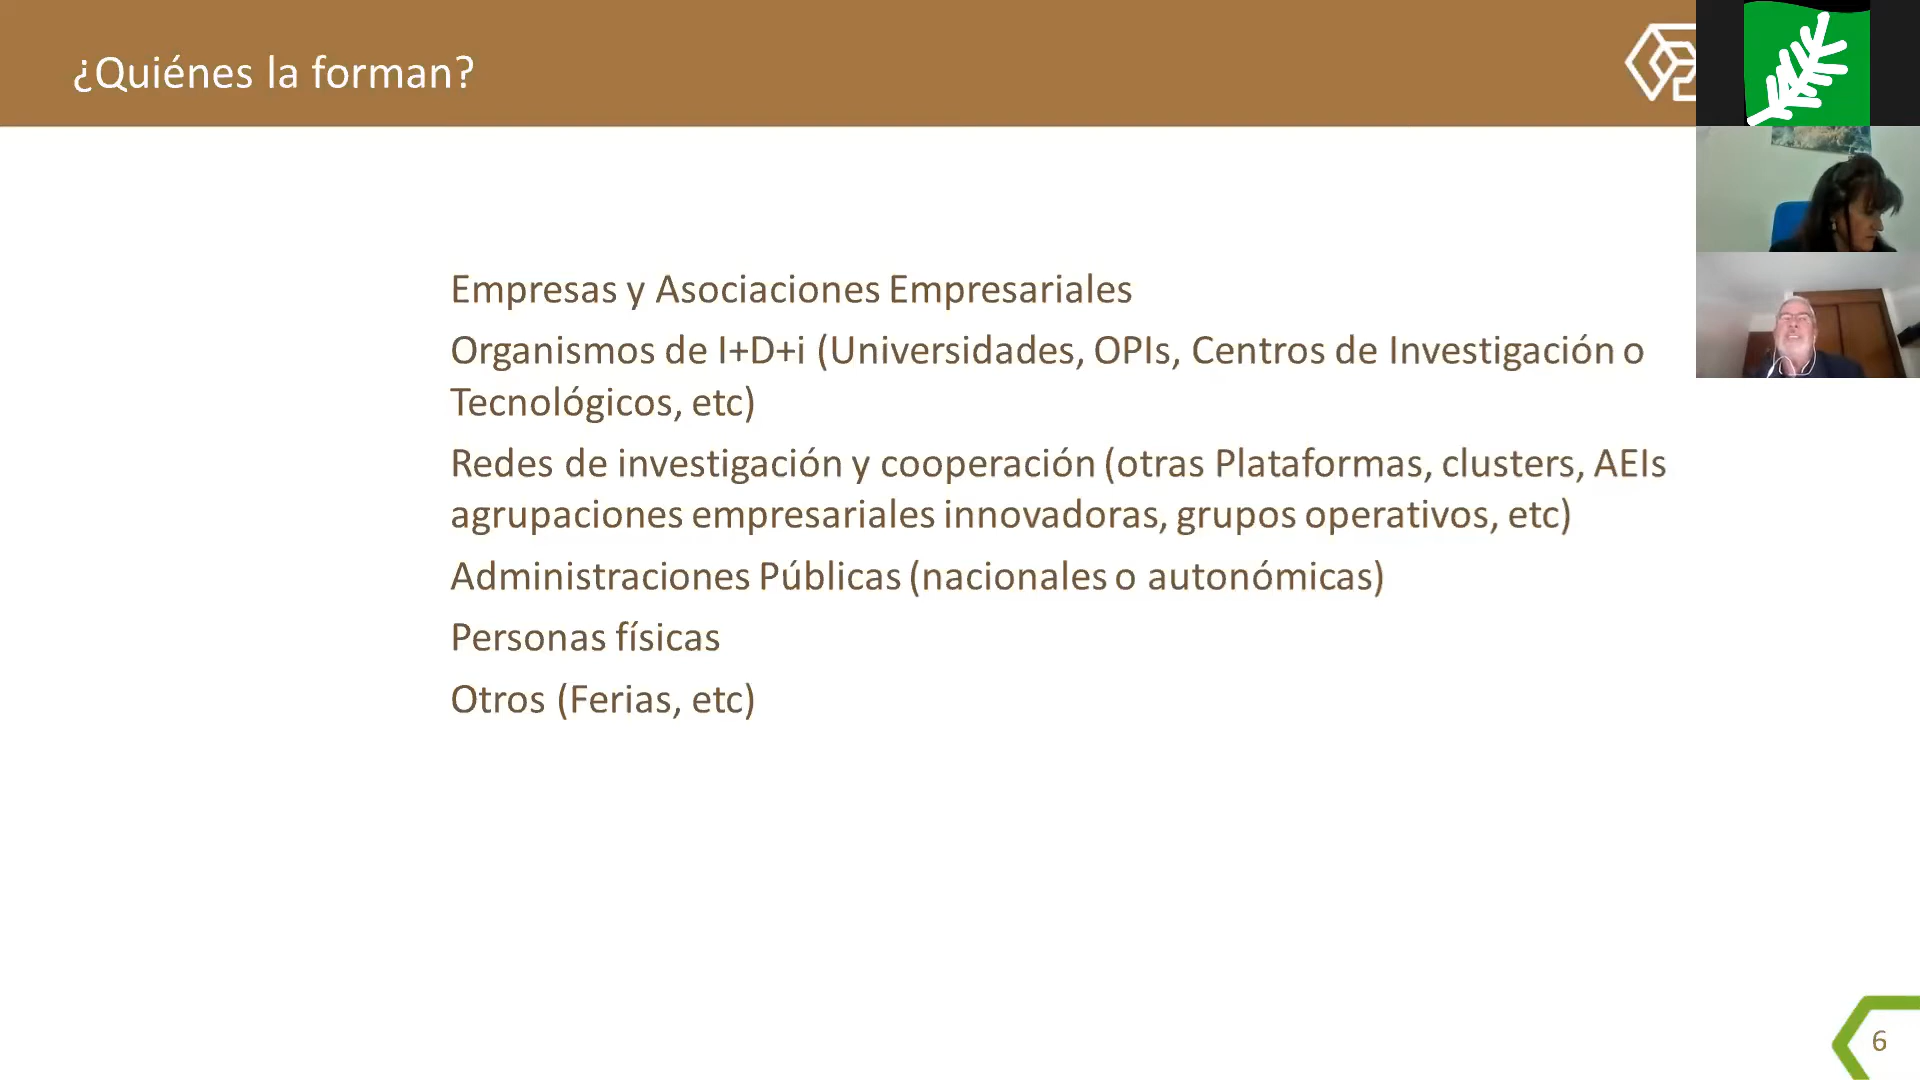 ¿Quiénes la forman?
Empresas y Asociaciones Empresariales
Organismos de I+D+i (Universidades, OPIs, Centros de Investigación o
Tecnológicos, etc)
Redes de investigación y cooperación (otras Plataformas, clusters, AEIs
agrupaciones empresariales innovadoras, grupos operativos, etc)
Administraciones Públicas (nacionales o autonómicas)
Personas físicas
Otros (Ferias, etc)
6